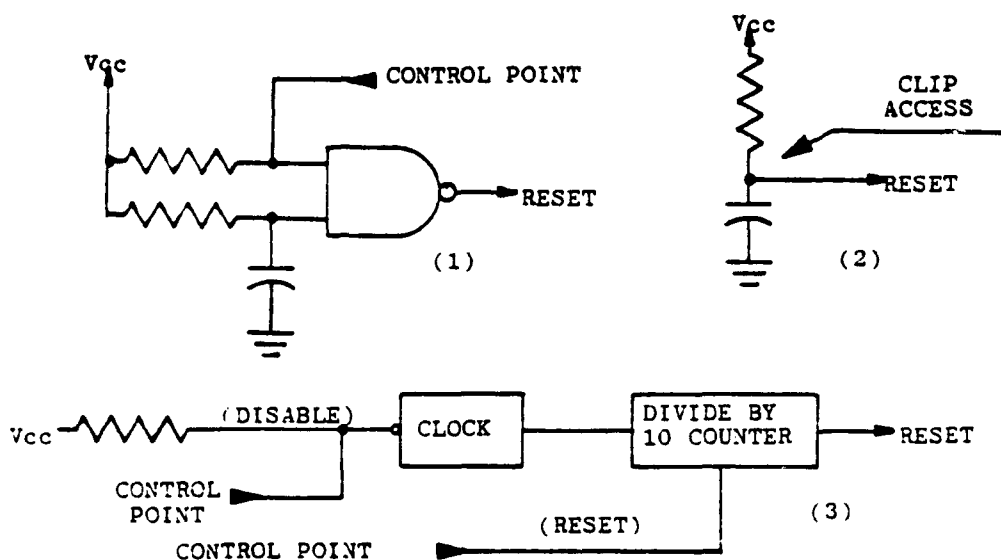 Vcc
CONTROL POINT
RESET
(1)
Vcc
CLIP
ACCESS
RESET
(2)
Vcc
(DISABLE)
CLOCK
DIVIDE BY
10 COUNTER
RESET
CONTROL
POINT
(RESET)
(3)
CONTROL POINT